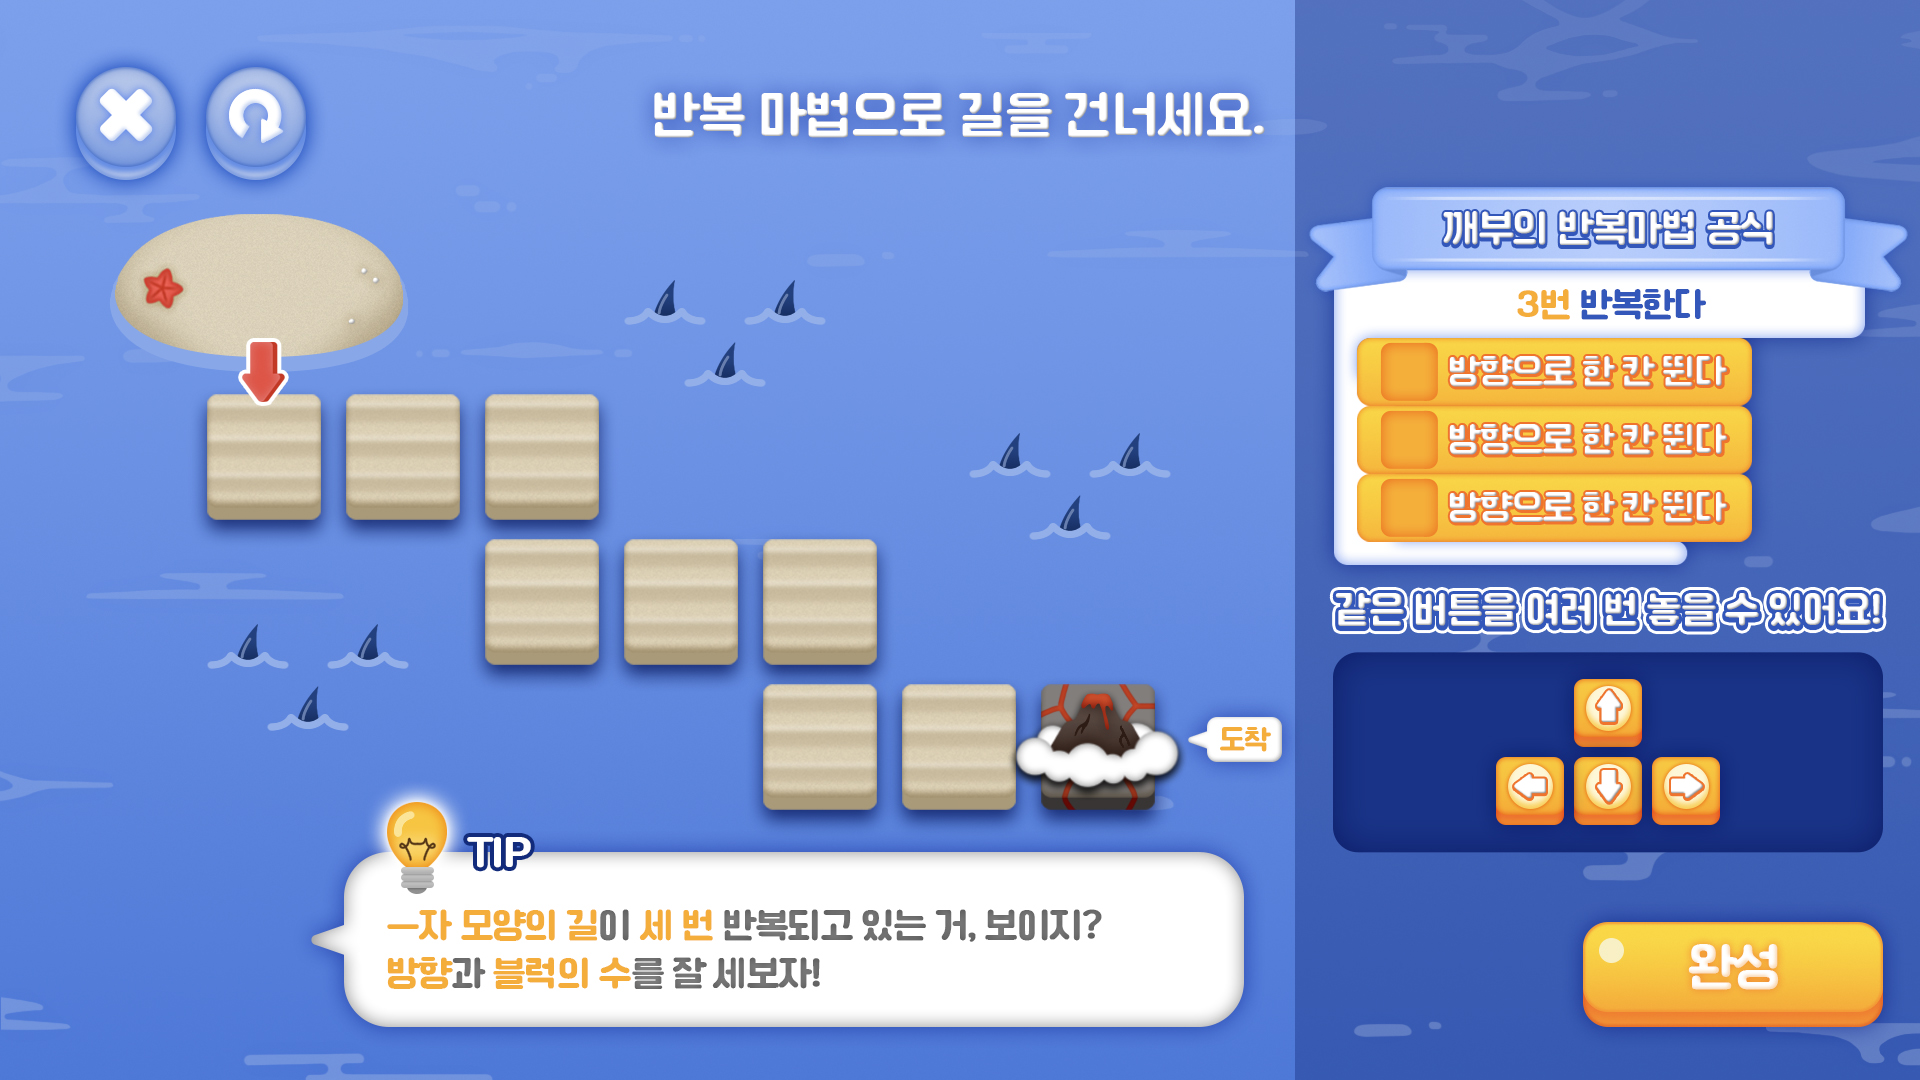 반복 마법으로 길을 건너세요.
깨부의 반복마법 공식
3번 반복한다
방향으로 한 칸 뛴다
방향으로 한 칸 뛴다
방향으로 한 칸 뛴다
같은 버튼을 여러 번 놓을 수 있어요!
도착
TIP
一자 모양의 길이 세 번 반복되고 있는 거, 보이지?
방향과 블럭의 수를 잘 세보자!
완성